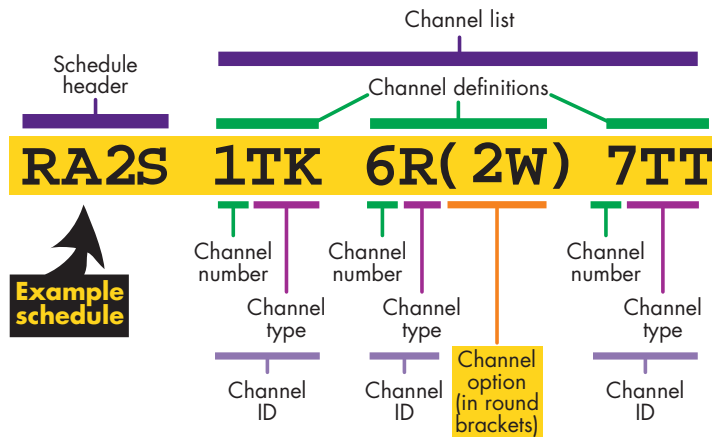 Channel list
Schedule
header
Channel definitions
RA2S 1TK 6R(2W) 7TT
Channel
number
Channel
number
Channel
number
Example
schedule
Channel
type
Channel
type
Channel
type
Channel
ID
Channel
ID
Channel
option
(in round
brackets)
Channel
ID